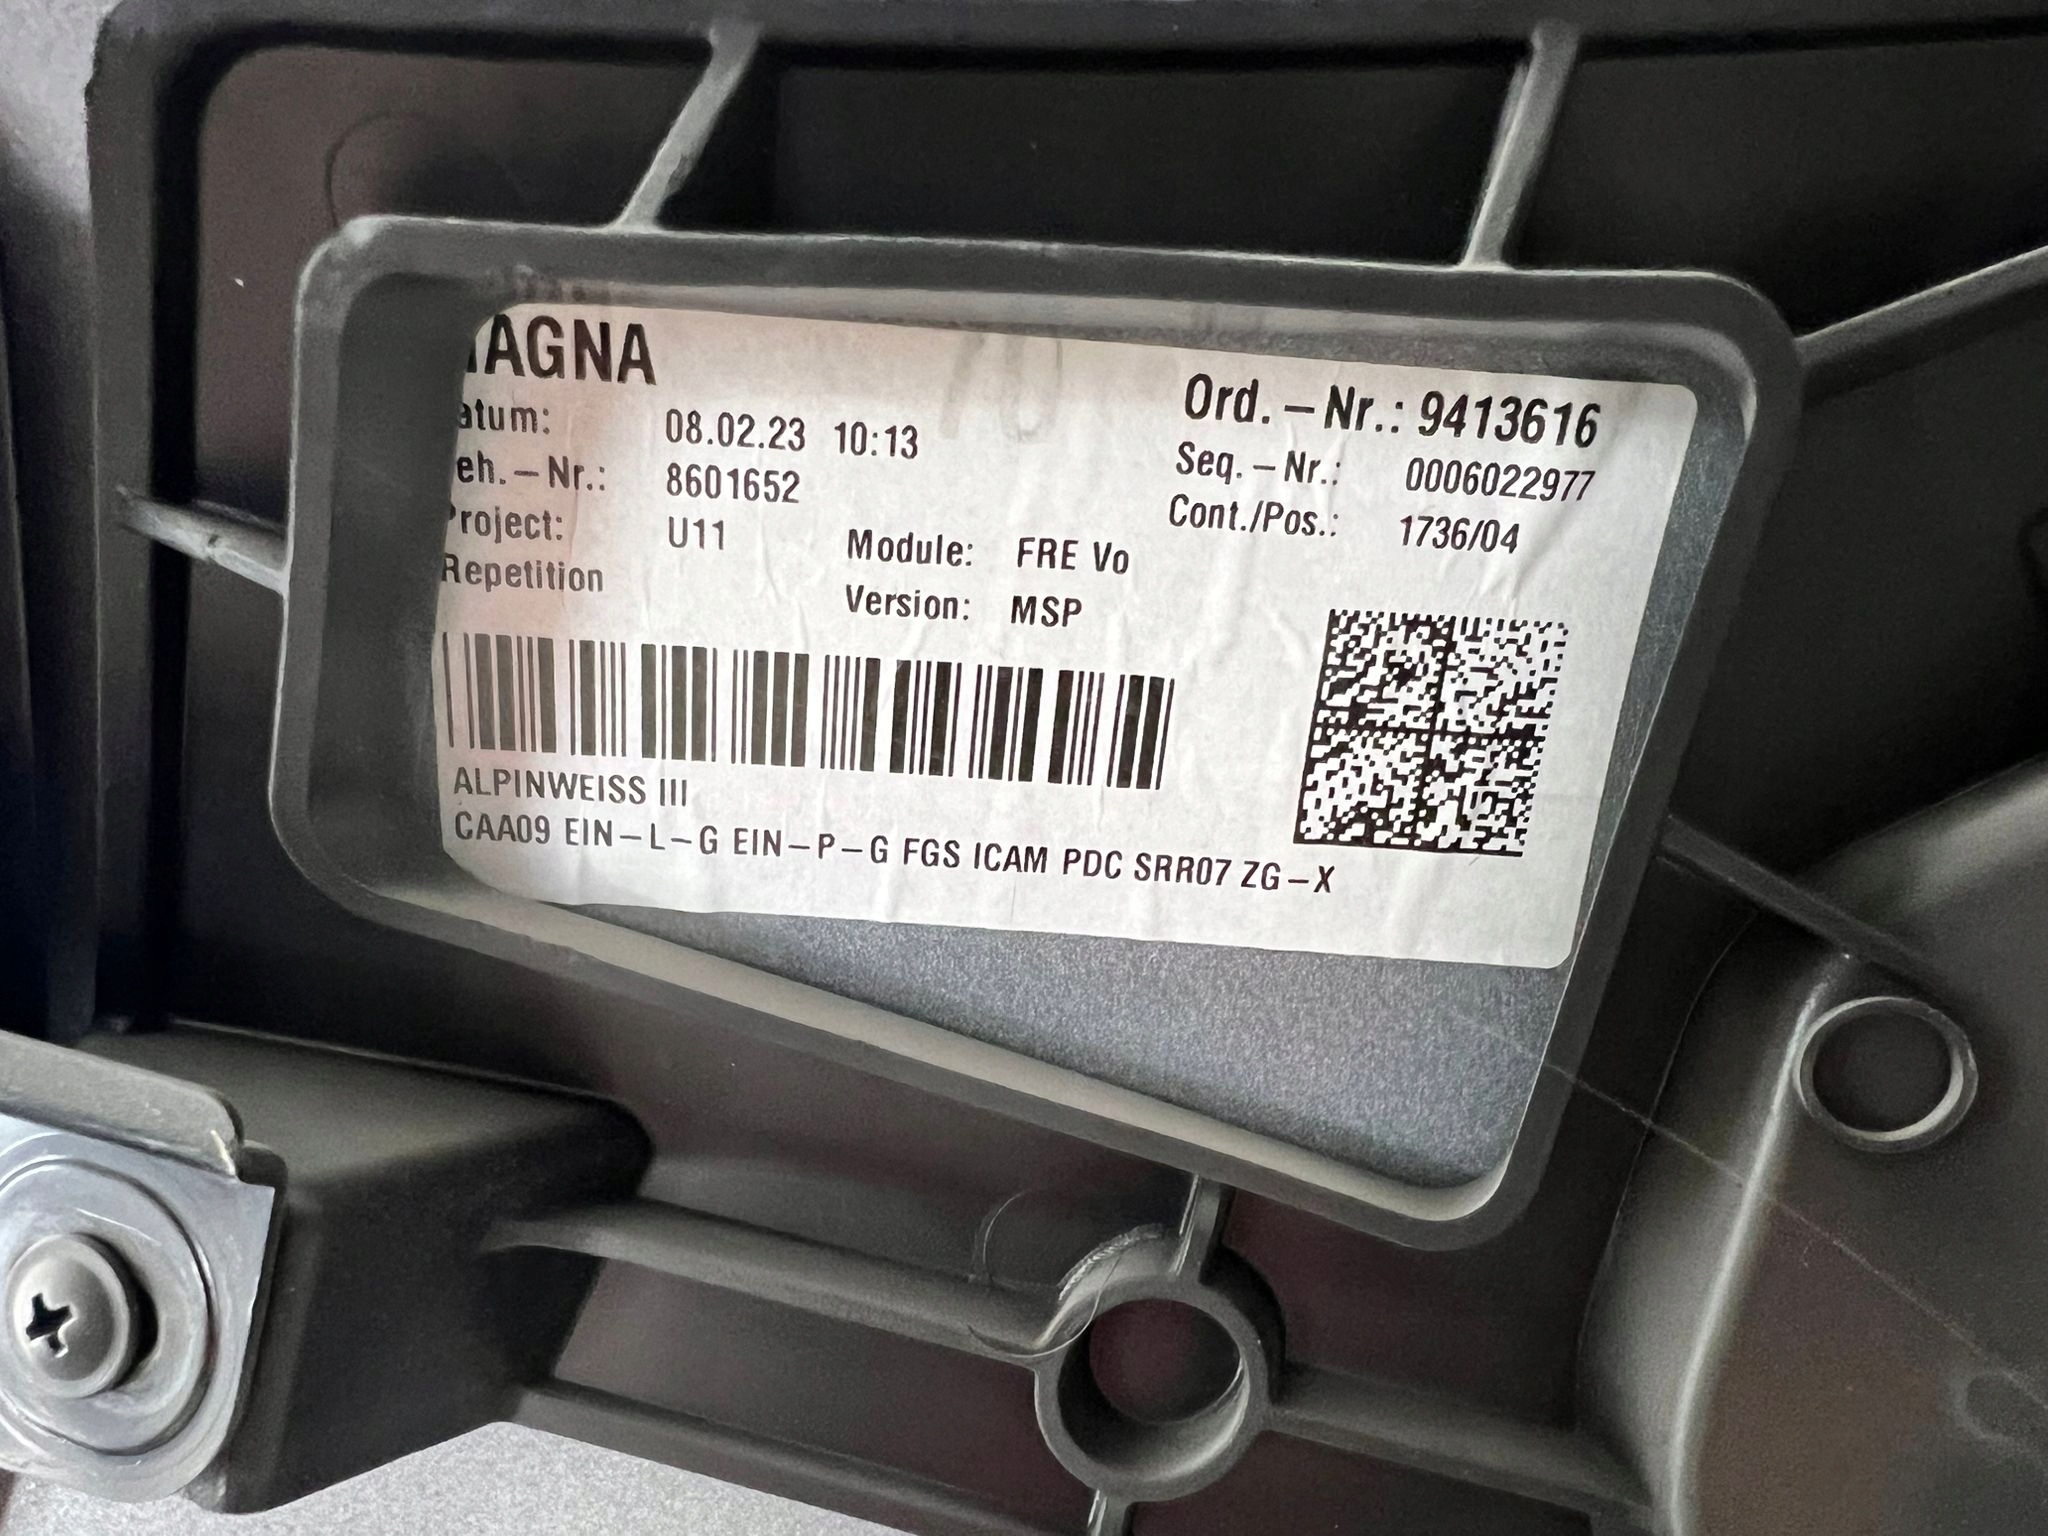 MAGNA
Ord.-Nr.: 9413616
atum: 08.02.23 10:13
Seq.-Nr.: 0006022977
eh.-Nr.: 8601652
Cont./Pos.: 1736/04
Project: U11
Module: FRE Vo
Repetition
Version: MSP
ALPINWEISS III
CAA09 EIN-L-G EIN-P-G FGS ICAM PDC SRR07 ZG-X